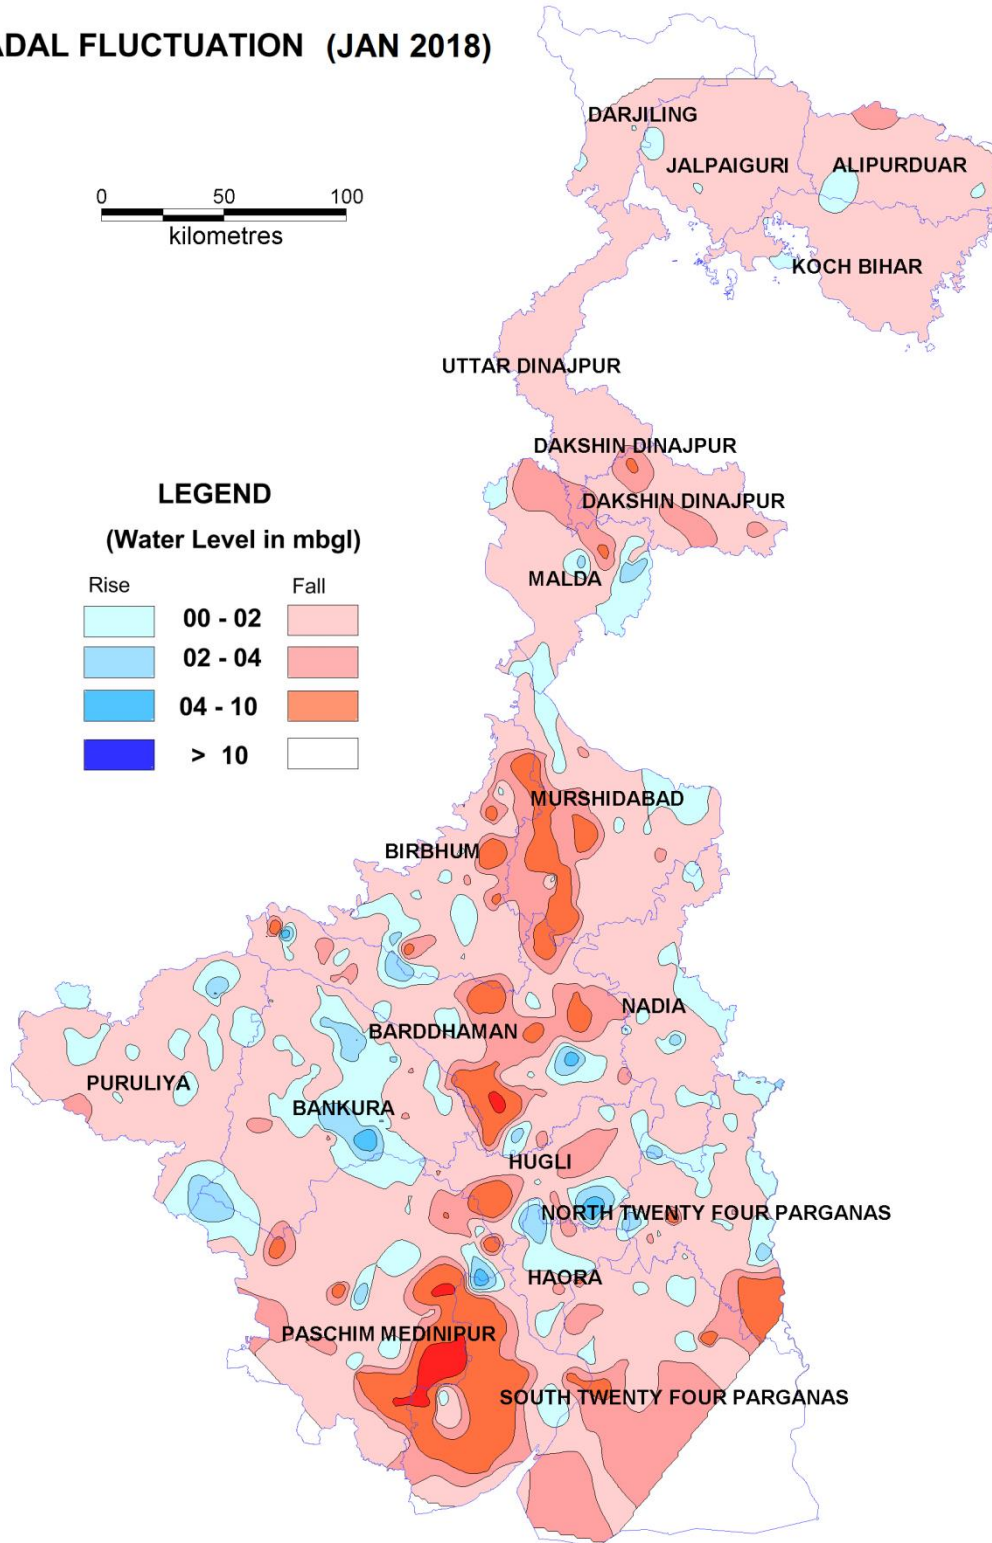 ADAL FLUCTUATION (JAN 2018)
0 50 100
kilometres
DARJILING
JALPAIGURI
ALIPURDUAR
KOCH BIHAR
UTTAR DINAJPUR
DAKSHIN DINAJPUR
DAKSHIN DINAJPUR
MALDA
LEGEND
(Water Level in mbgl)
Rise Fall
00 - 02
02 - 04
04 - 10
> 10
MURSHIDABAD
BIRBHUM
NADIA
BARDDHAMAN
PURULIYA
BANKURA
HUGLI
NORTH TWENTY FOUR PARGANAS
HAORA
PASCHIM MEDINIPUR
SOUTH TWENTY FOUR PARGANAS